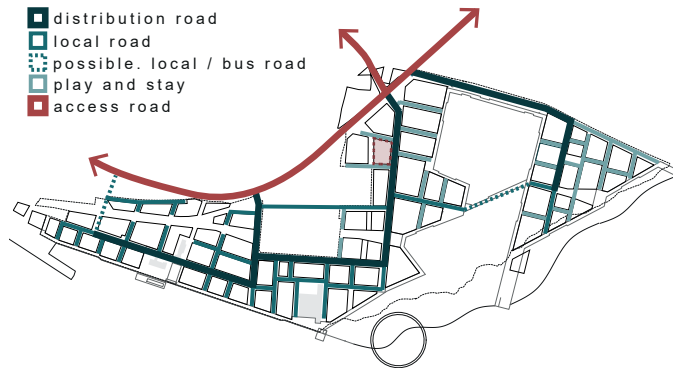 distribution road
local road
possible. local / bus road
play and stay
access road